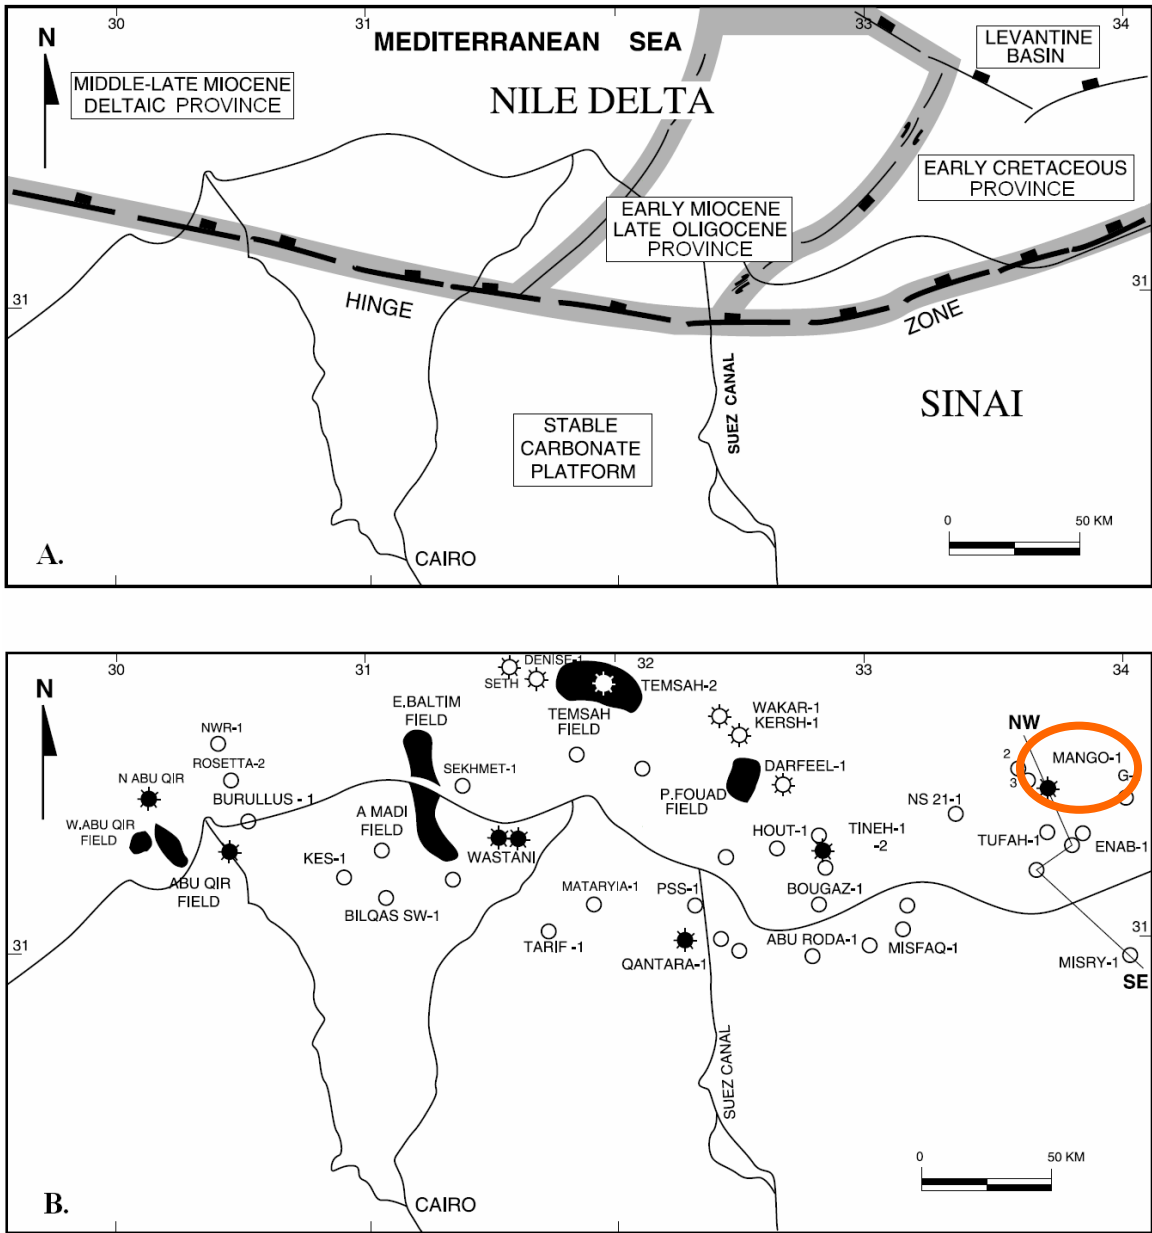 30
31
33
34
N
MEDITERRANEAN SEA
LEVANTINE
BASIN
MIDDLE-LATE MIOCENE
DELTAIC PROVINCE
NILE DELTA
EARLY CRETACEOUS
PROVINCE
EARLY MIOCENE
LATE OLIGOCENE
PROVINCE
31
31
HINGE
ZONE
SUEZ CANAL
SINAI
STABLE
CARBONATE
PLATFORM
0
50 KM
A.
CAIRO
30
31
32
33
34
N
DENISE-1
SETH
TEMSAH-2
E.BALTIM
FIELD
TEMSAH
FIELD
WAKAR-1
KERSH-1
NW
NWR-1
2
MANGO-1
ROSETTA-2
SEKHMET-1
DARFEEL-1
3
G-
N ABU QIR
BURULLUS - 1
P.FOUAD
FIELD
NS 21-1
A MADI
FIELD
W.ABU QIR
FIELD
HOUT-1
TINEH-1
-2
TUFAH-1
ENAB-1
KES-1
WASTANI
ABU QIR
FIELD
MATARYIA-1
PSS-1
BOUGAZ-1
BILQAS SW-1
31
31
TARIF -1
ABU RODA-1
MISFAQ-1
QANTARA-1
MISRY-1
SE
SUEZ CANAL
0
50 KM
B.
CAIRO